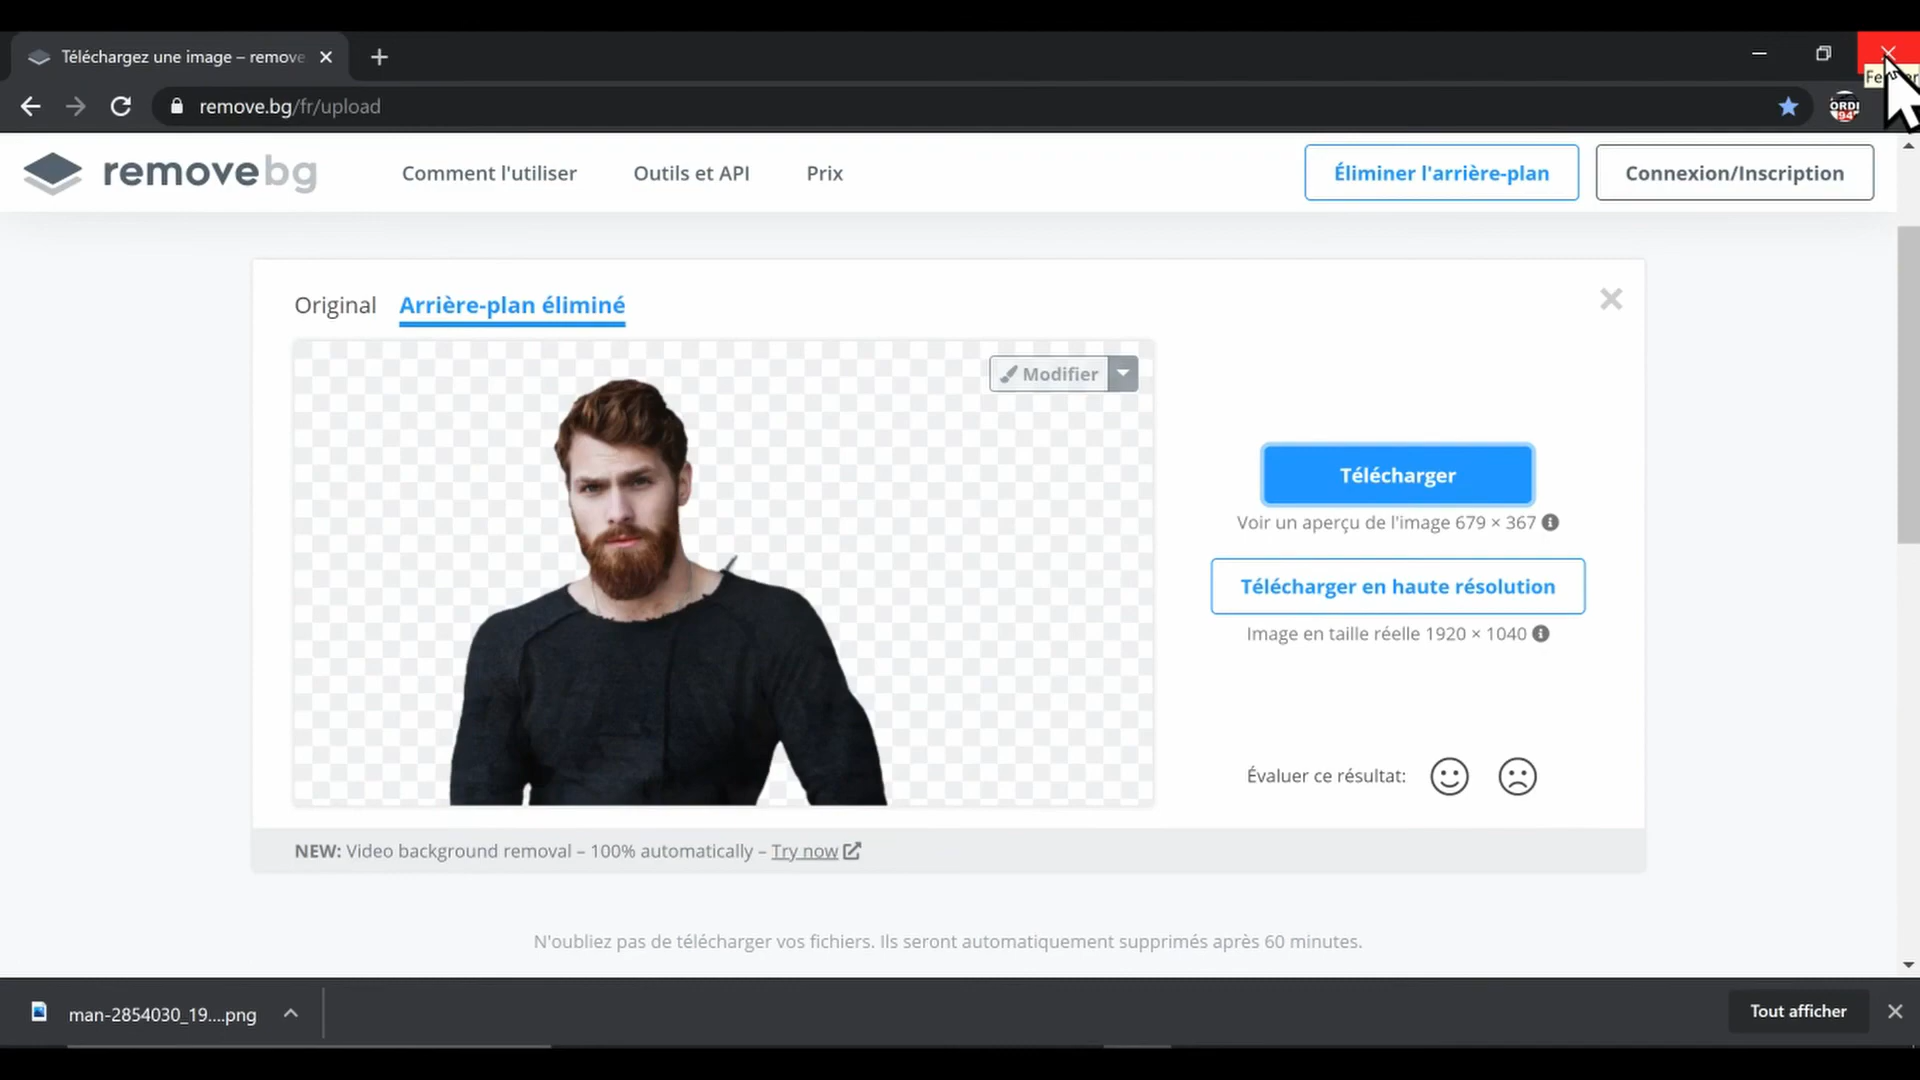 Téléchargez une image – remove
remove.bg/fr/upload
ORDI
94
removebg
Comment l'utiliser
Outils et API
Prix
Éliminer l'arrière-plan
Connexion/Inscription
Original
Arrière-plan éliminé
Modifier
Télécharger
Voir un aperçu de l'image 679 × 367
Télécharger en haute résolution
Image en taille réelle 1920 × 1040
Évaluer ce résultat:
NEW: Video background removal – 100% automatically – Try now
N'oubliez pas de télécharger vos fichiers. Ils seront automatiquement supprimés après 60 minutes.
man-2854030_19....png
Tout afficher